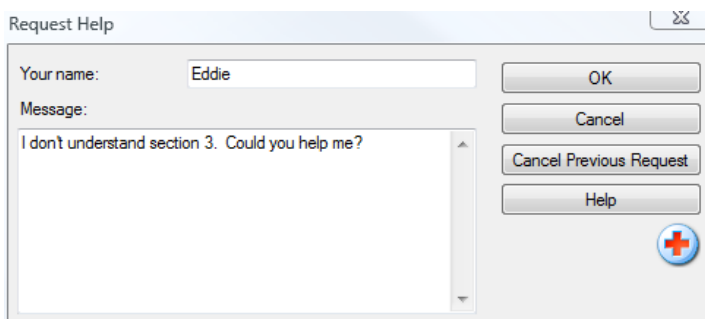 Request Help
Your name: Eddie
OK
Message:
Cancel
I don't understand section 3.  Could you help me?
Cancel Previous Request
Help